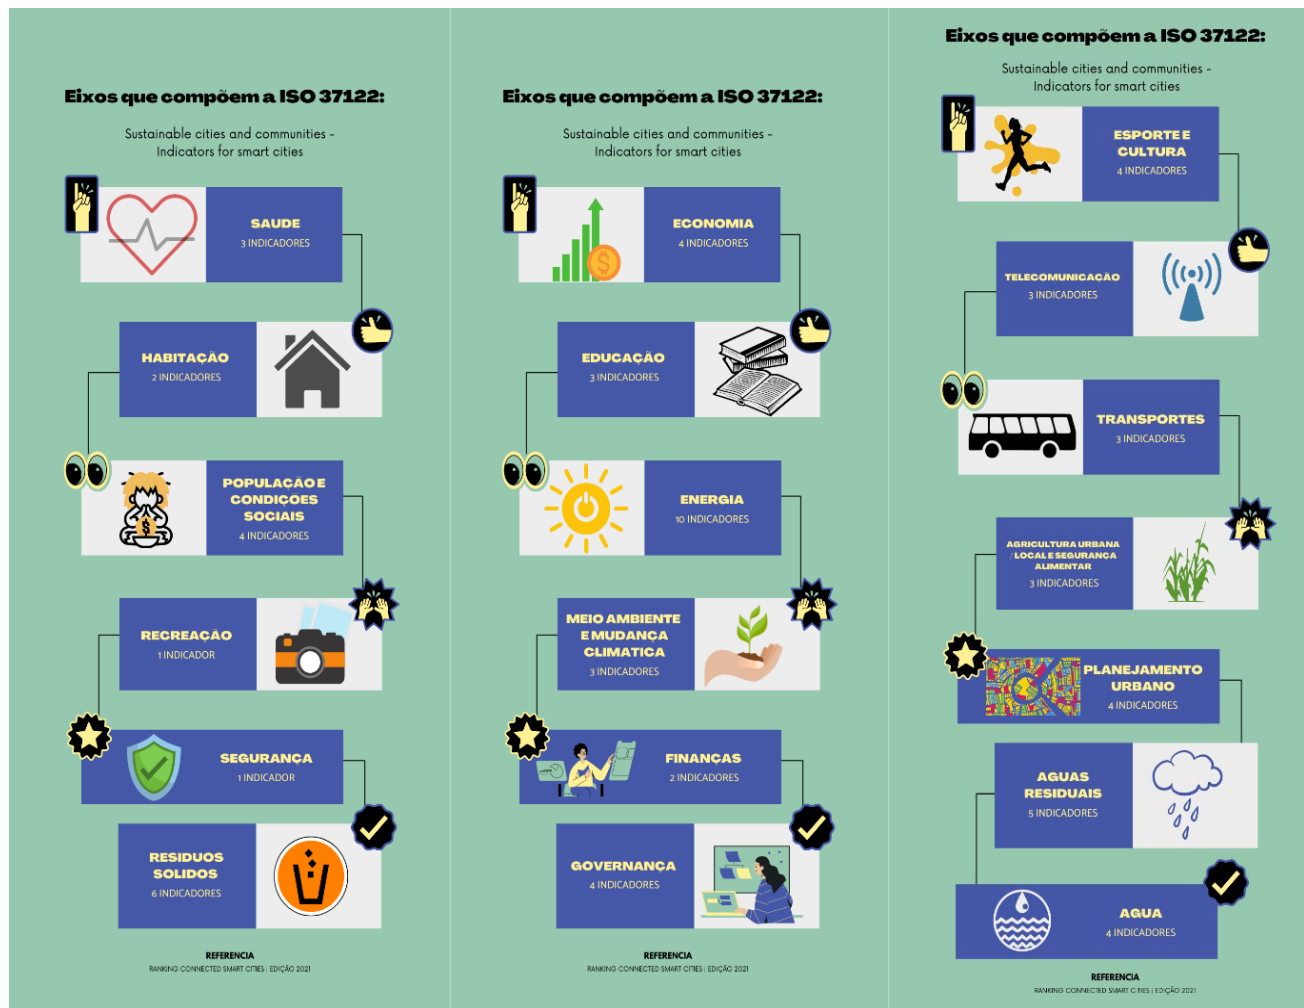 Eixos que compõem a ISO 37122:
Sustainable cities and communities -
Indicators for smart cities
SAUDE
3 INDICADORES
HABITAÇÃO
2 INDICADORES
POPULAÇÃO E
CONDIÇÕES
SOCIAIS
4 INDICADORES
RECREAÇÃO
1 INDICADOR
SEGURANÇA
1 INDICADOR
RESIDUOS
SOLIDOS
6 INDICADORES
REFERENCIA
RANKING CONNECTED SMART CITIES | EDIÇÃO 2021
Eixos que compõem a ISO 37122:
Sustainable cities and communities -
Indicators for smart cities
ECONOMIA
4 INDICADORES
EDUCAÇÃO
3 INDICADORES
ENERGIA
10 INDICADORES
MEIO AMBIENTE
E MUDANÇA
CLIMATICA
3 INDICADORES
FINANÇAS
2 INDICADORES
GOVERNANÇA
4 INDICADORES
REFERENCIA
RANKING CONNECTED SMART CITIES | EDIÇÃO 2021
Eixos que compõem a ISO 37122:
Sustainable cities and communities -
Indicators for smart cities
ESPORTE E
CULTURA
4 INDICADORES
TELECOMUNICAÇÃO
3 INDICADORES
TRANSPORTES
3 INDICADORES
AGRICULTURA URBANA
/ LOCAL E SEGURANÇA
ALIMENTAR
3 INDICADORES
PLANEJAMENTO
URBANO
4 INDICADORES
AGUAS
RESIDUAIS
5 INDICADORES
AGUA
4 INDICADORES
REFERENCIA
RANKING CONNECTED SMART CITIES | EDIÇÃO 2021